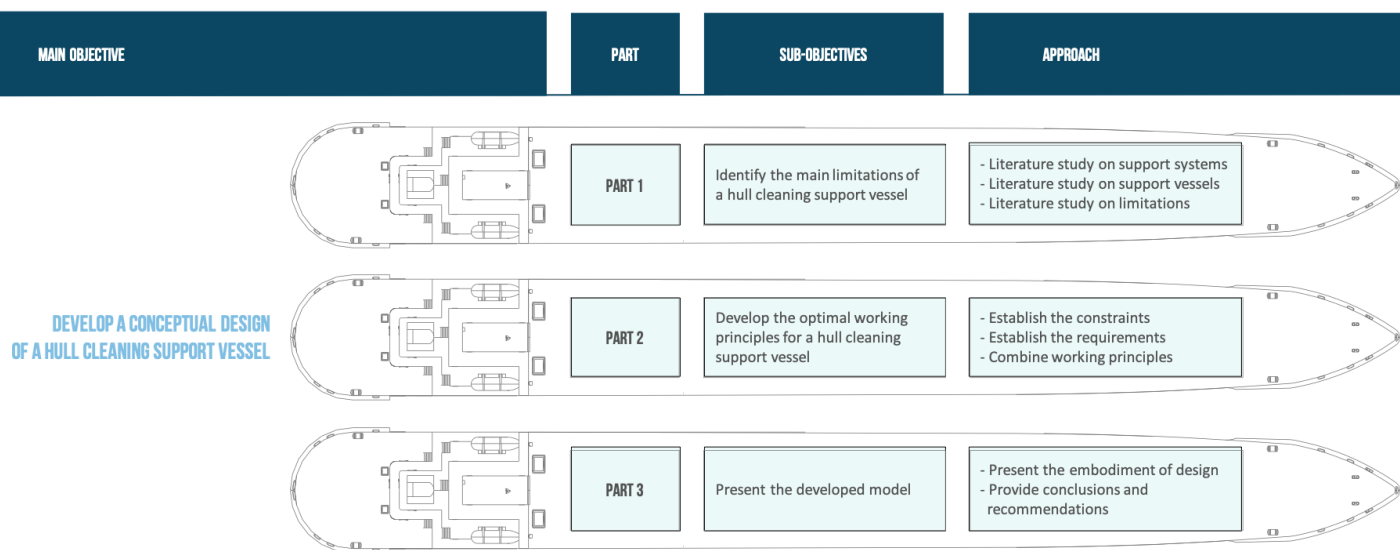 MAIN OBJECTIVE
PART
SUB-OBJECTIVES
APPROACH
DEVELOP A CONCEPTUAL DESIGN
OF A HULL CLEANING SUPPORT VESSEL
PART 1
Identify the main limitations of
a hull cleaning support vessel
- Literature study on support systems
- Literature study on support vessels
- Literature study on limitations
PART 2
Develop the optimal working
principles for a hull cleaning
support vessel
- Establish the constraints
- Establish the requirements
- Combine working principles
PART 3
Present the developed model
- Present the embodiment of design
- Provide conclusions and
recommendations